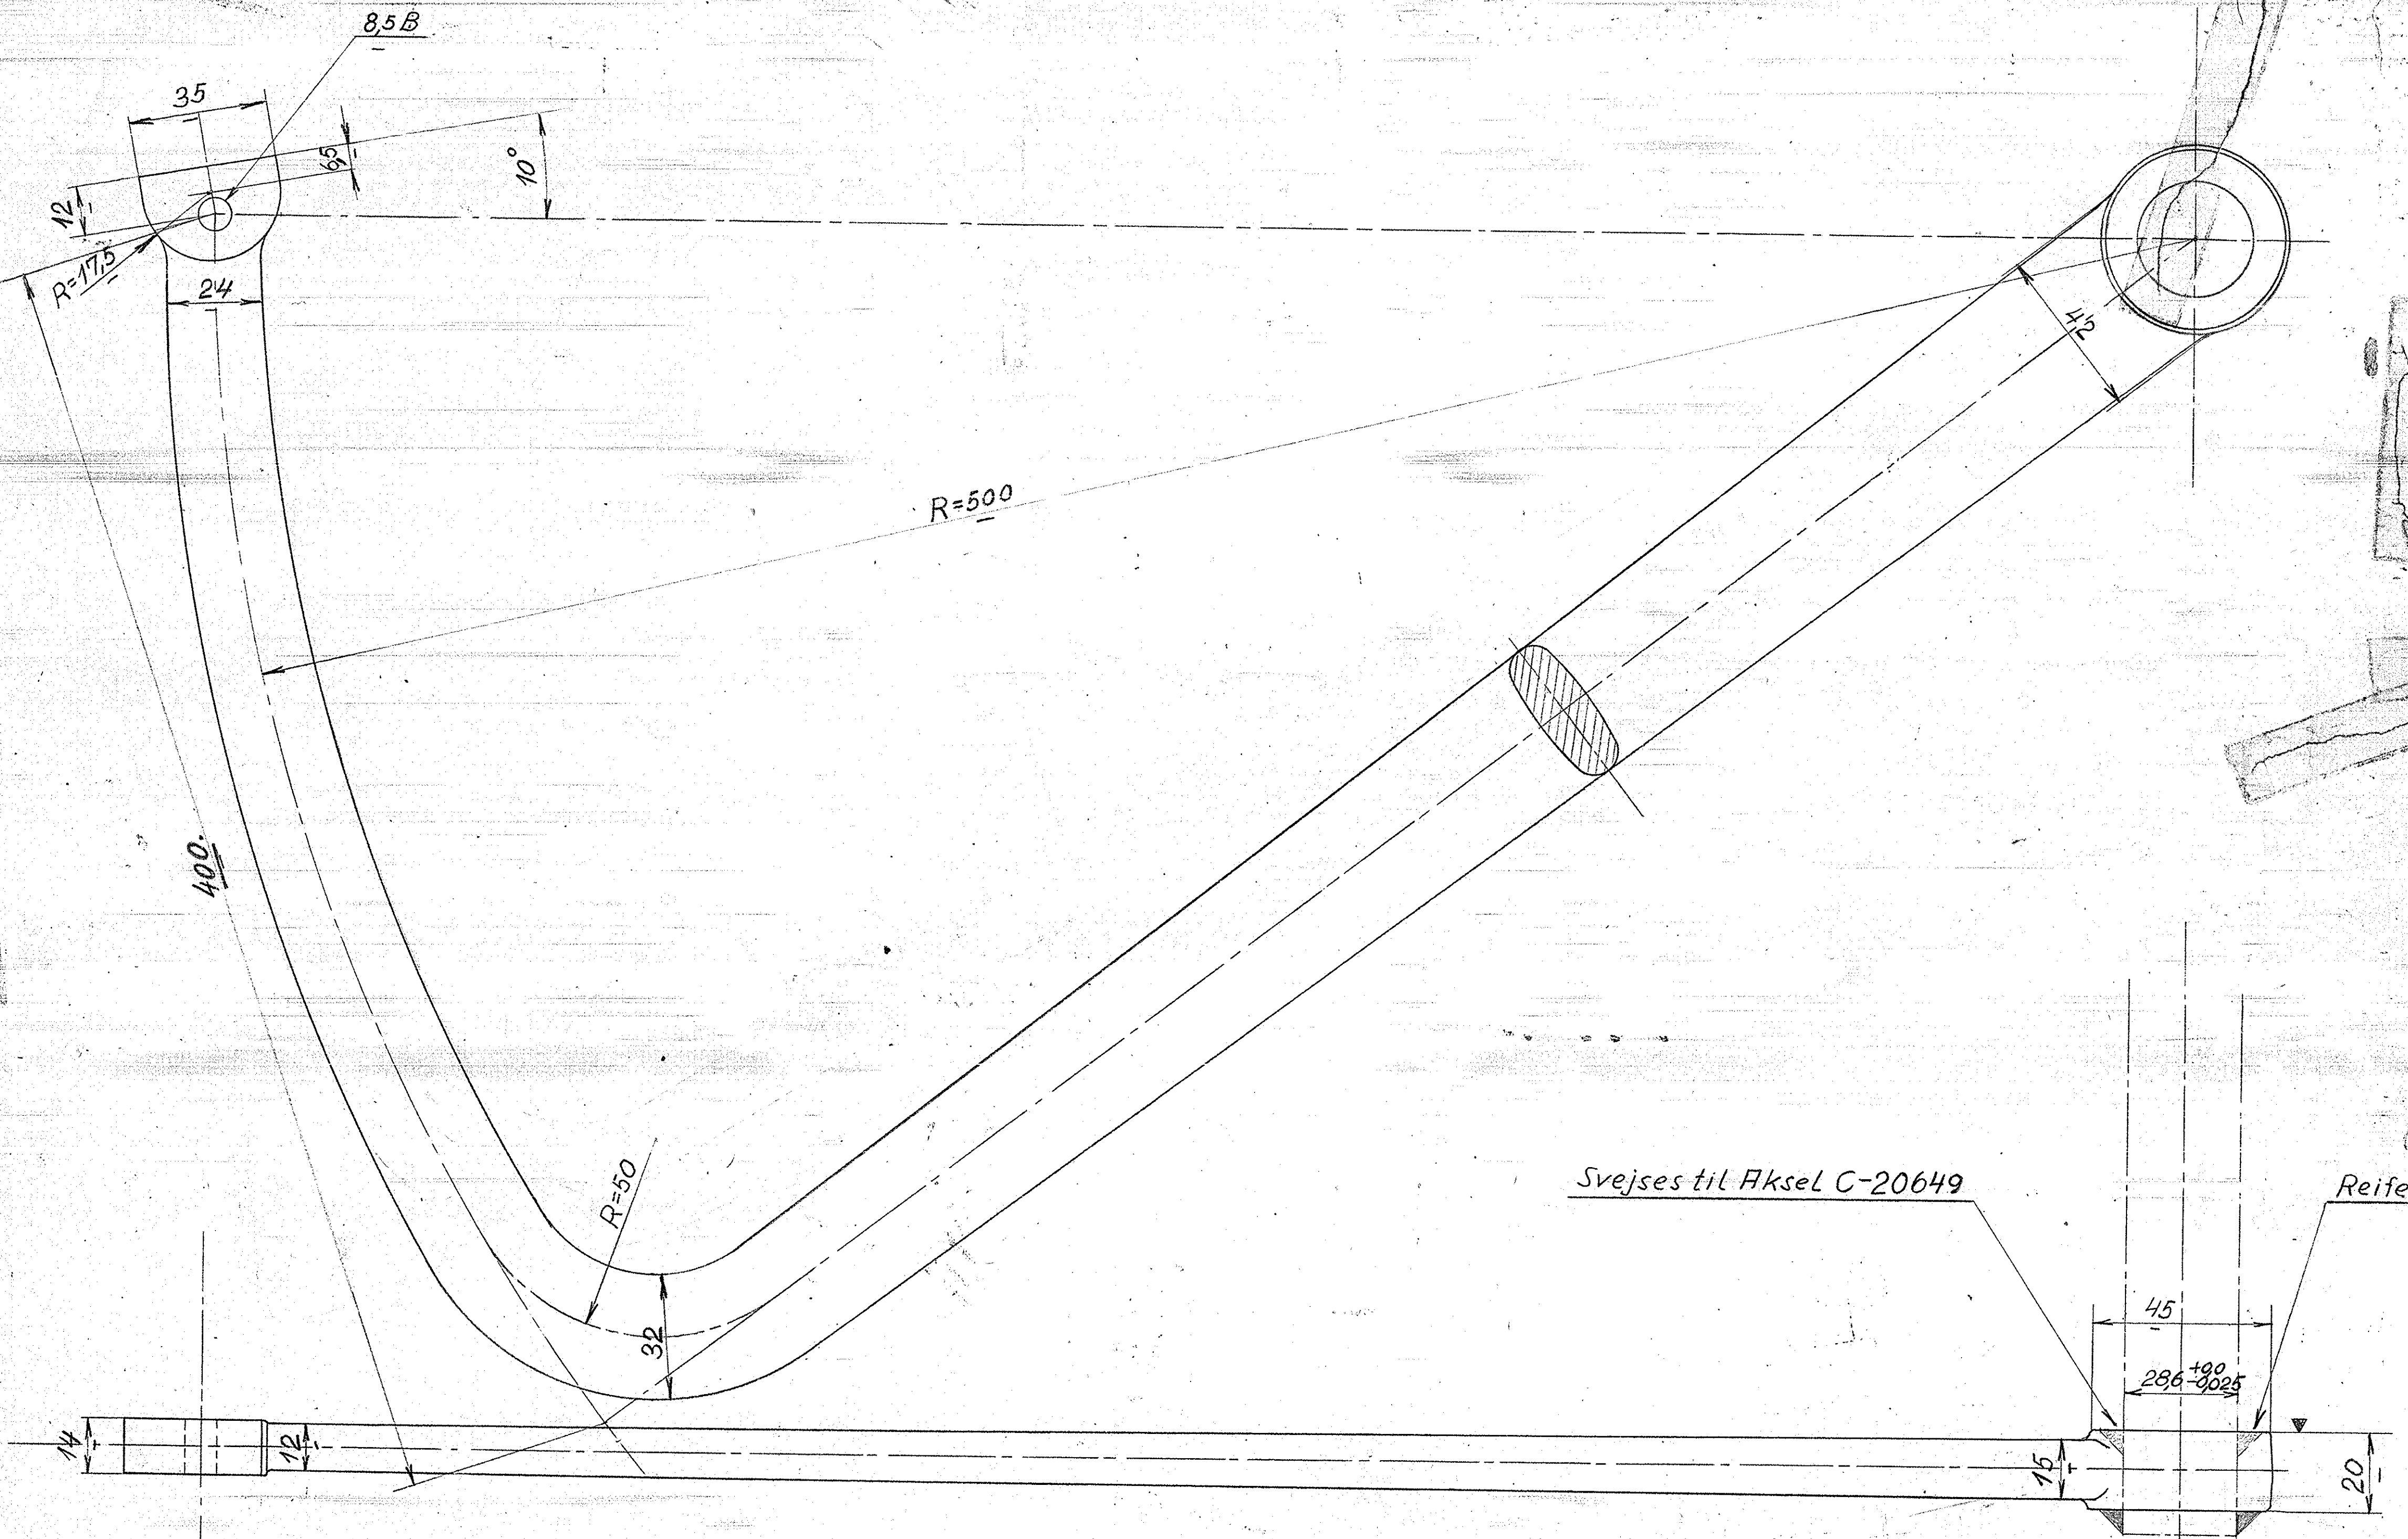 8,5 B
35
6,5
10°
12
R=17,5
24
42
R=500
400.
R=50
32
Svejses til Aksel C-20649
Reife
45
28,6 +0,0 -0,025
14
12
15
20